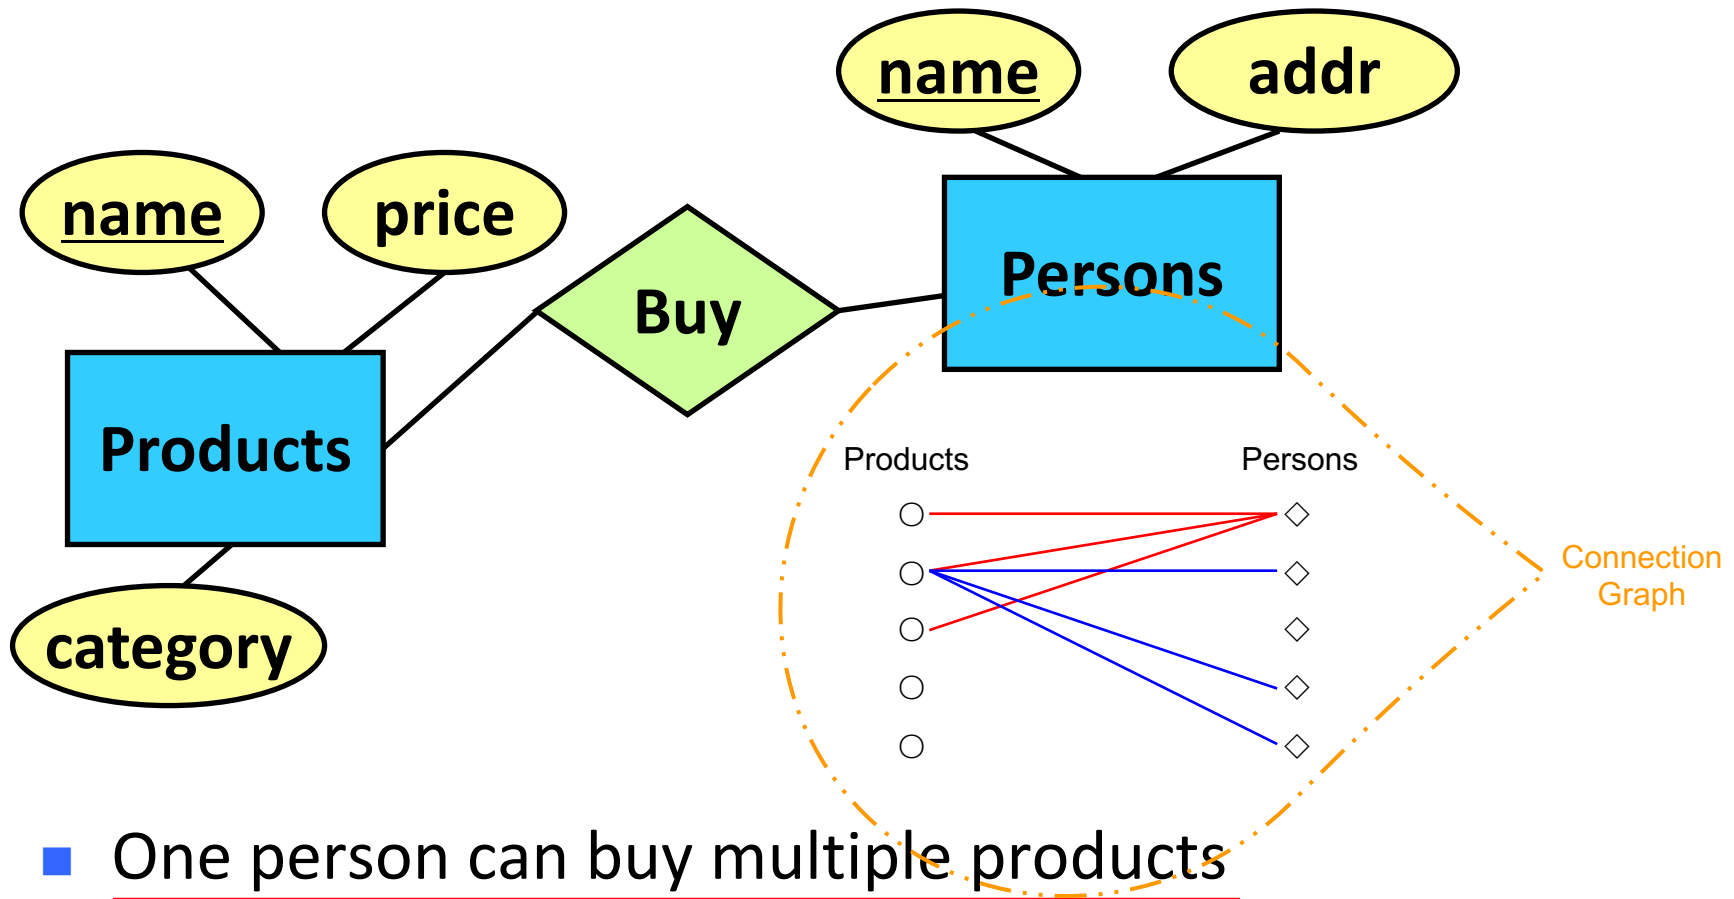 name
addr
name
price
Buy
Persons
Products
category
Products
Persons
Connection
Graph
One person can buy multiple products